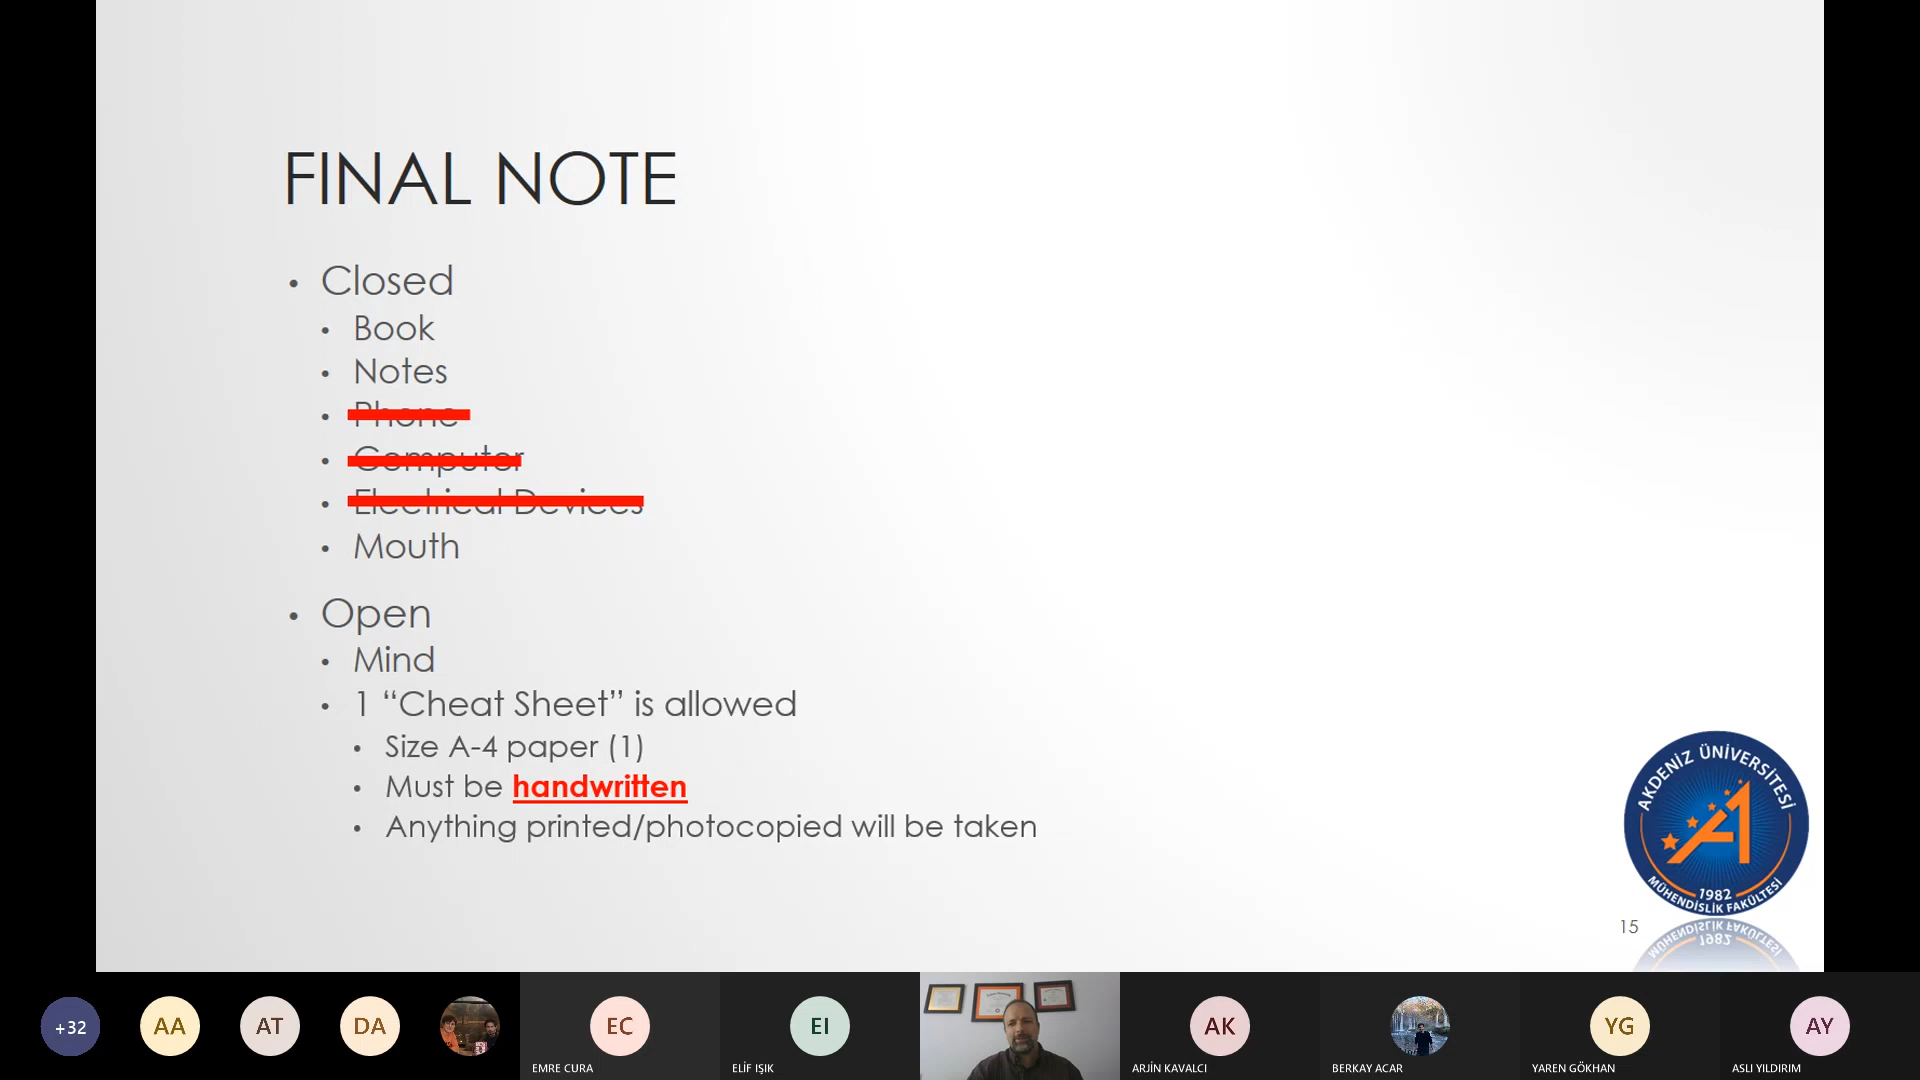 FINAL NOTE
• Closed
• Book
• Notes
• Phone
• Computer
• Electrical Devices
• Mouth
• Open
• Mind
• 1 “Cheat Sheet” is allowed
• Size A-4 paper (1)
• Must be handwritten
• Anything printed/photocopied will be taken
AKDENİZ ÜNİVERSİTESİ
1982
MÜHENDİSLİK FAKÜLTESİ
15
+32
AA
AT
DA
EC
EMRE CURA
EI
ELİF IŞIK
AK
ARJİN KAVALCI
BERKAY ACAR
YG
YAREN GÖKHAN
AY
ASLI YILDIRIM